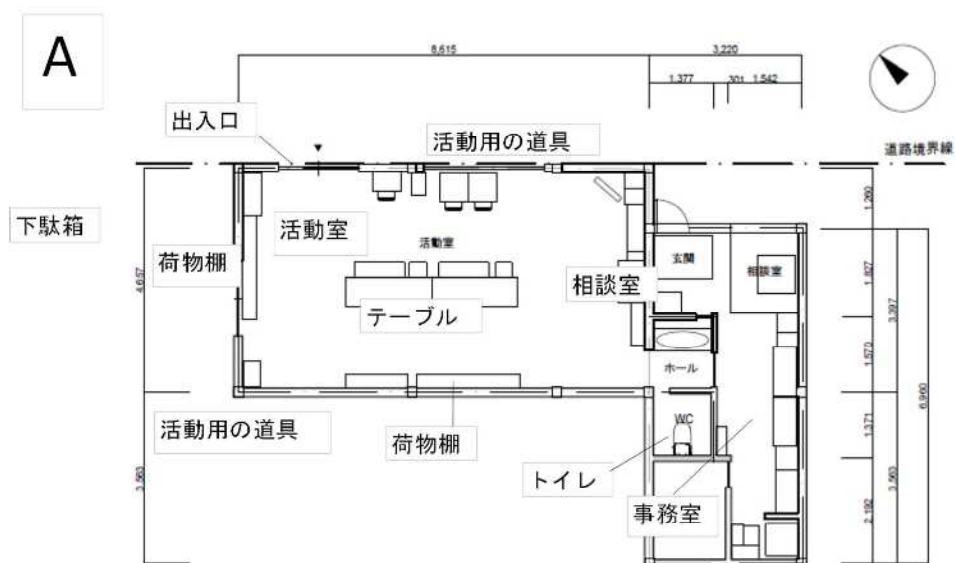 A
8,615
3,220
1,377
301
1,542
出入口
活動用の道具
道路境界線
下駄箱
荷物棚
活動室
活動室
相談室
玄関
相談室
テーブル
ホール
4,657
1,260
1,827
3,397
1,570
6,960
活動用の道具
荷物棚
WC
トイレ
事務室
1,371
3,563
3,563
2,192